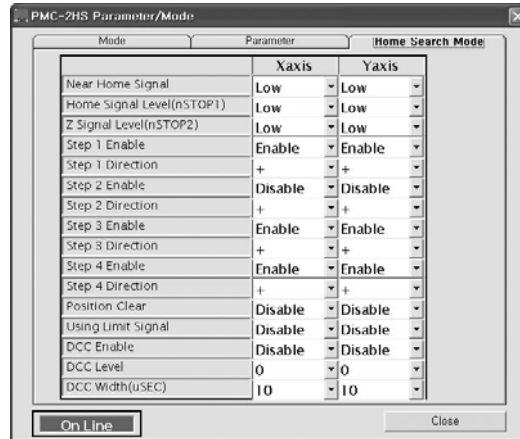 PMC-2HS Parameter/Mode
Mode Parameter Home Search Mode
Xaxis Yaxis
Near Home Signal Low Low
Home Signal Level(nSTOP1) Low Low
Z Signal Level(nSTOP2) Low Low
Step 1 Enable Enable Enable
Step 1 Direction + +
Step 2 Enable Disable Disable
Step 2 Direction + +
Step 3 Enable Enable Enable
Step 3 Direction + +
Step 4 Enable Enable Enable
Step 4 Direction + +
Position Clear Disable Disable
Using Limit Signal Disable Disable
DCC Enable Disable Disable
DCC Level 0 0
DCC Width(uSEC) 10 10
On Line Close